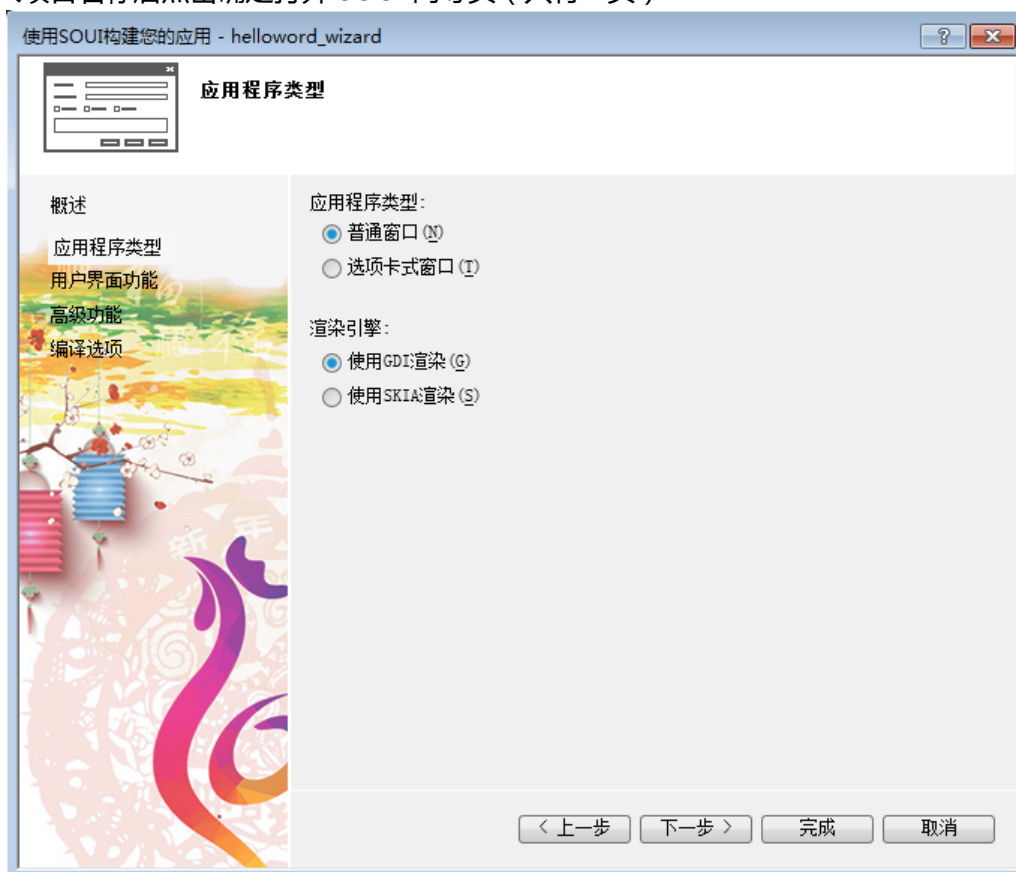 使用SOUI构建您的应用 - helloword_wizard
应用程序类型
概述
应用程序类型
用户界面功能
高级功能
编译选项
应用程序类型:
普通窗口(N)
选项卡式窗口(T)
渲染引擎:
使用GDI渲染(G)
使用SKIA渲染(S)
新年
< 上一步
下一步 >
完成
取消